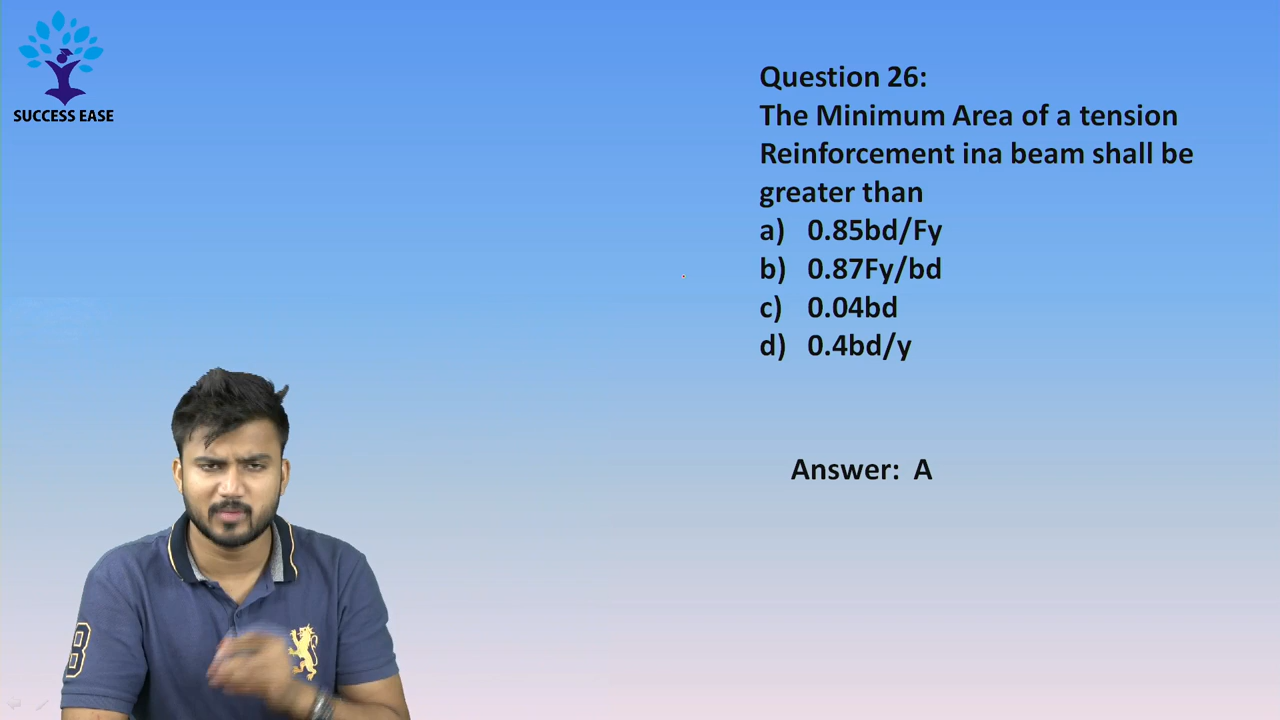 SUCCESS EASE
Question 26:
The Minimum Area of a tension
Reinforcement ina beam shall be
greater than
a) 0.85bd/Fy
b) 0.87Fy/bd
c) 0.04bd
d) 0.4bd/y
Answer: A
B